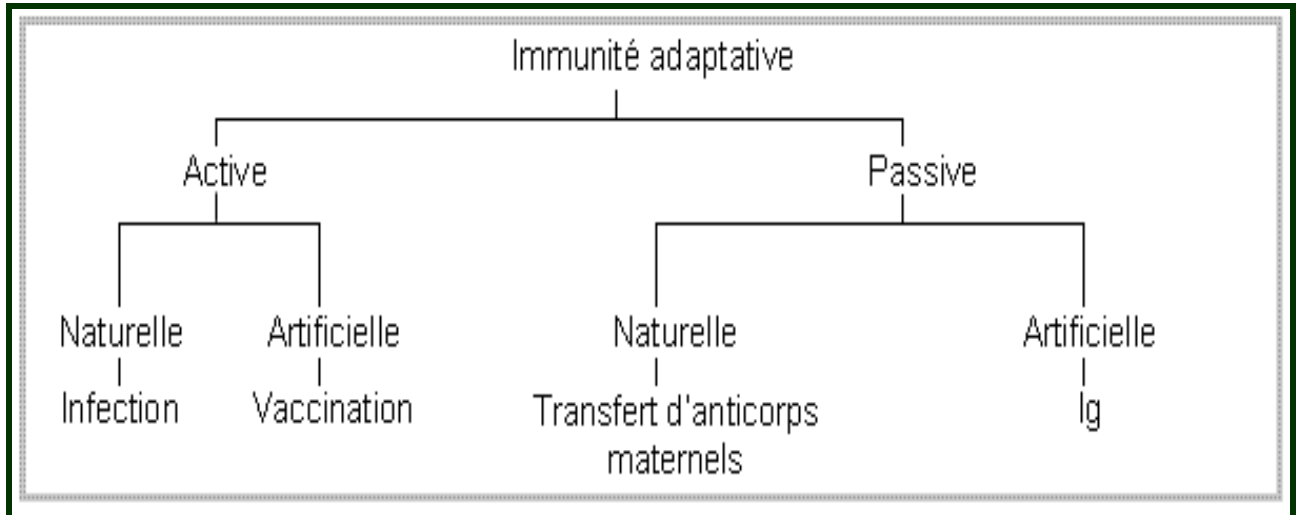 Immunité adaptative
Active
Passive
Naturelle
Artificielle
Naturelle
Artificielle
Infection
Vaccination
Transfert d'anticorps
maternels
Ig